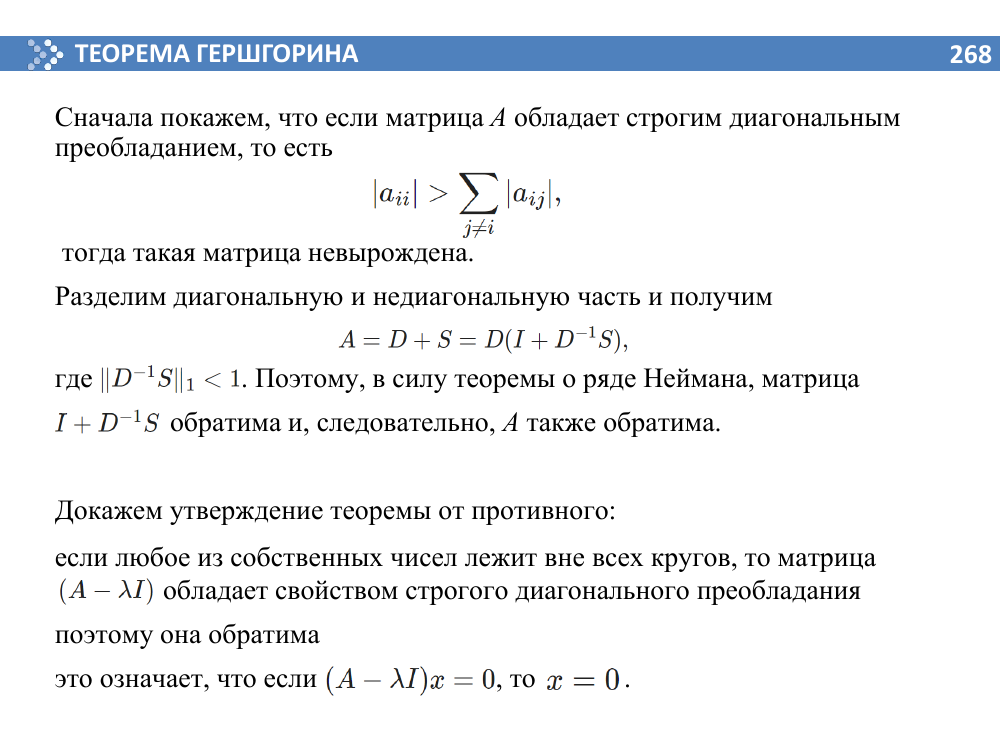 ТЕОРЕМА ГЕРШГОРИНА 268
Сначала покажем, что если матрица A обладает строгим диагональным
преобладанием, то есть
|a_{ii}| > \sum_{j≠i} |a_{ij}|,
тогда такая матрица невырождена.
Разделим диагональную и недиагональную часть и получим
A = D + S = D(I + D^{−1}S),
где ‖D^{−1}S‖_1 < 1. Поэтому, в силу теоремы о ряде Неймана, матрица
I + D^{−1}S обратима и, следовательно, A также обратима.
Докажем утверждение теоремы от противного:
если любое из собственных чисел лежит вне всех кругов, то матрица
(A − λI) обладает свойством строгого диагонального преобладания
поэтому она обратима
это означает, что если (A − λI)x = 0, то x = 0.